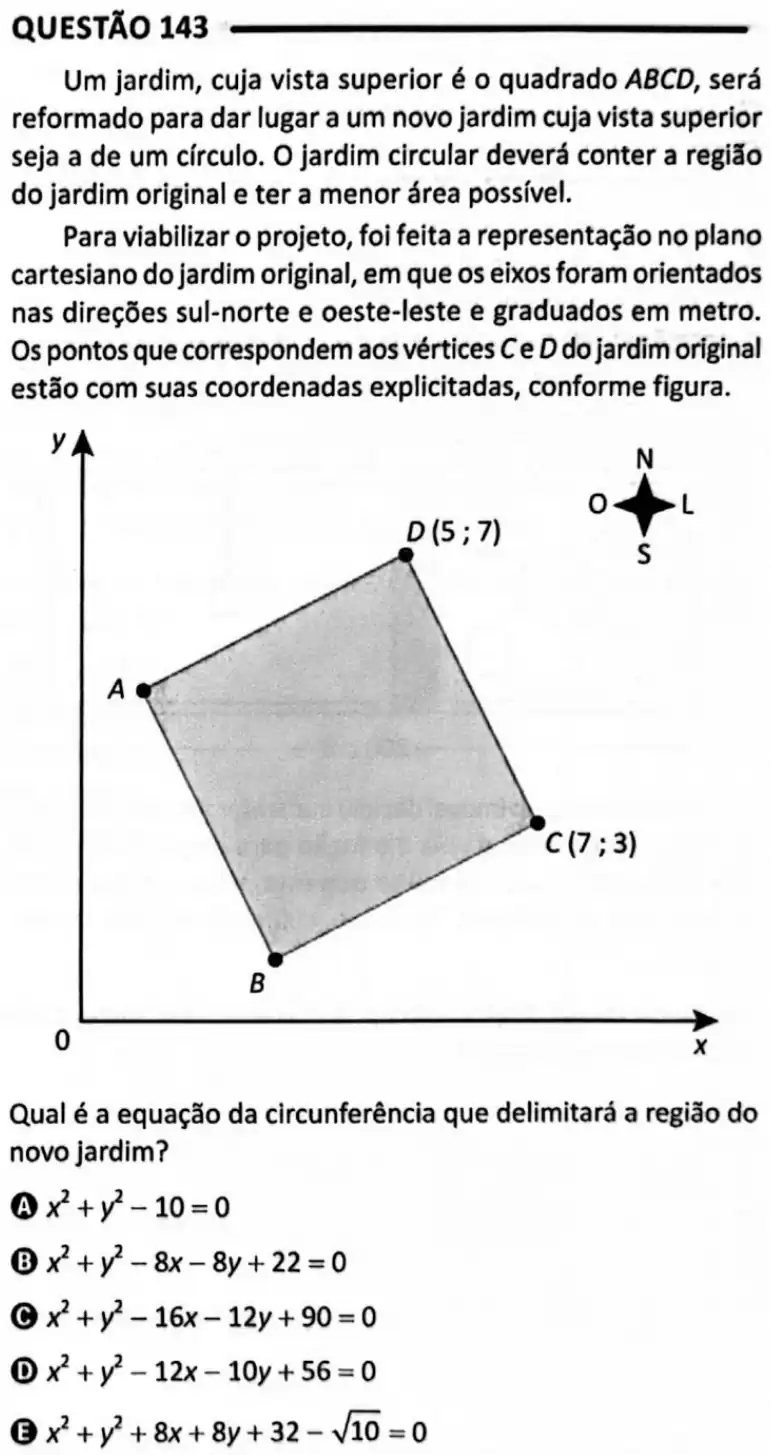 QUESTÃO 143
Um jardim, cuja vista superior é o quadrado ABCD, será
reformado para dar lugar a um novo jardim cuja vista superior
seja a de um círculo. O jardim circular deverá conter a região
do jardim original e ter a menor área possível.
Para viabilizar o projeto, foi feita a representação no plano
cartesiano do jardim original, em que os eixos foram orientados
nas direções sul-norte e oeste-leste e graduados em metro.
Os pontos que correspondem aos vértices C e D do jardim original
estão com suas coordenadas explicitadas, conforme figura.
y
N
O L
S
D (5 ; 7)
A
C (7 ; 3)
B
0
x
Qual é a equação da circunferência que delimitará a região do
novo jardim?
A x² + y² – 10 = 0
B x² + y² – 8x – 8y + 22 = 0
C x² + y² – 16x – 12y + 90 = 0
D x² + y² – 12x – 10y + 56 = 0
E x² + y² + 8x + 8y + 32 – √10 = 0